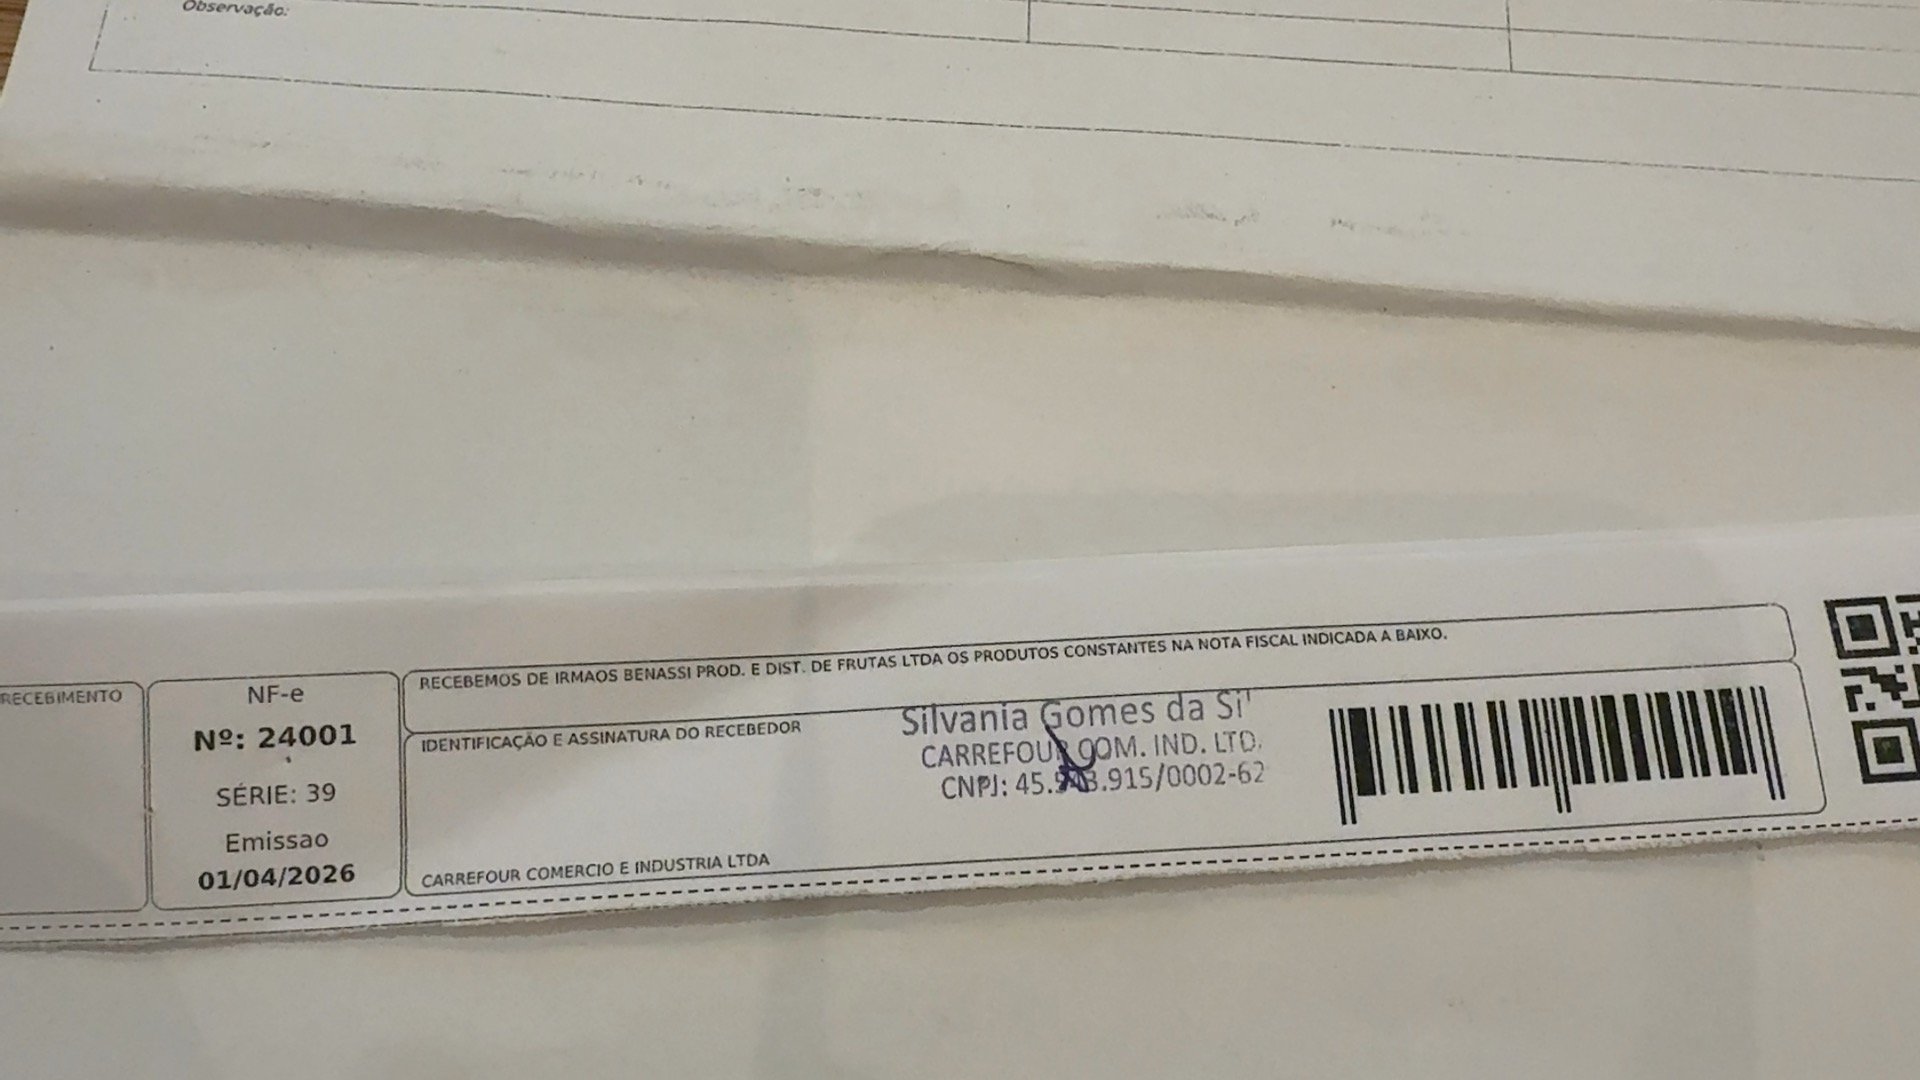 Observação:
RECEBIMENTO
NF-e
Nº: 24001
SÉRIE: 39
Emissao
01/04/2026
RECEBEMOS DE IRMAOS BENASSI PROD. E DIST. DE FRUTAS LTDA OS PRODUTOS CONSTANTES NA NOTA FISCAL INDICADA A BAIXO.
IDENTIFICAÇÃO E ASSINATURA DO RECEBEDOR
Silvania Gomes da
CARREFOUR COM. IND. LTD.
CNPJ:
CARREFOUR COMERCIO E INDUSTRIA LTDA